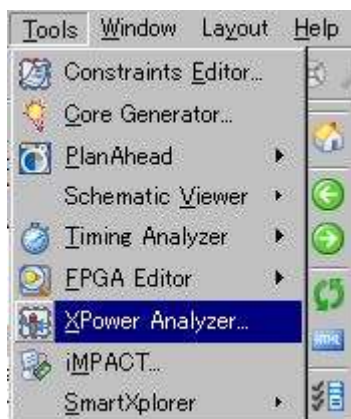 Tools Window Layout Help
Constraints Editor...
Core Generator...
PlanAhead
Schematic Viewer
Timing Analyzer
FPGA Editor
XPower Analyzer...
iMPACT...
SmartXplorer
HTML